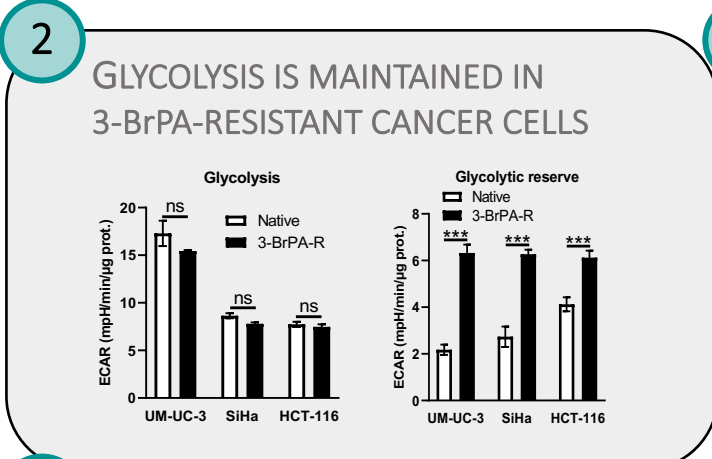 2
GLYCOLYSIS IS MAINTAINED IN
3-BrPA-RESISTANT CANCER CELLS
Glycolysis
ECAR (mpH/min/µg prot.)
20
15
10
5
0
ns
ns
ns
Native
3-BrPA-R
UM-UC-3 SiHa HCT-116
Glycolytic reserve
Native
3-BrPA-R
ECAR (mpH/min/µg prot.)
8
6
4
2
0
***
***
***
UM-UC-3 SiHa HCT-116